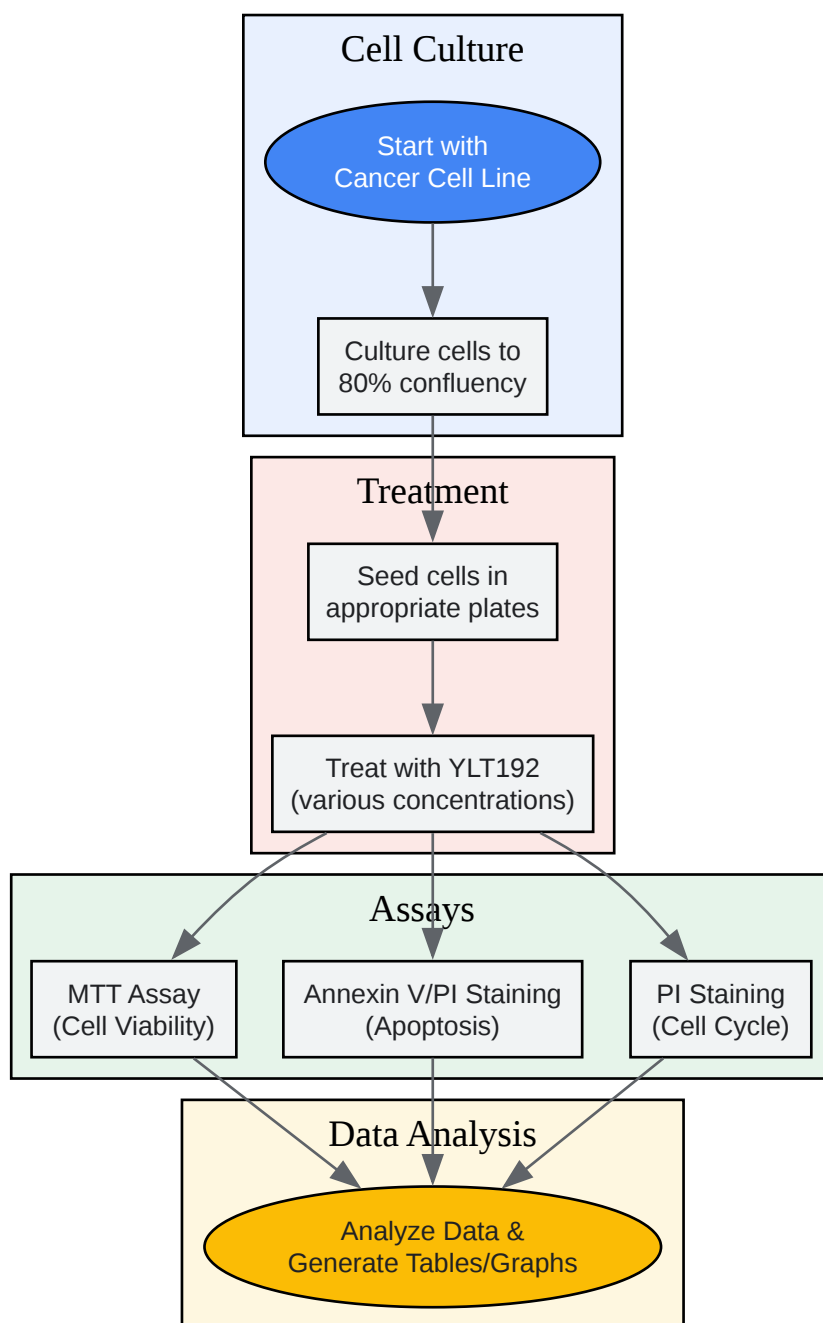 Cell Culture
Start with
Cancer Cell Line
Culture cells to
80% confluency
Treatment
Seed cells in
appropriate plates
Treat with YLT192
(various concentrations)
Assays
MTT Assay
(Cell Viability)
Annexin V/PI Staining
(Apoptosis)
PI Staining
(Cell Cycle)
Data Analysis
Analyze Data &
Generate Tables/Graphs